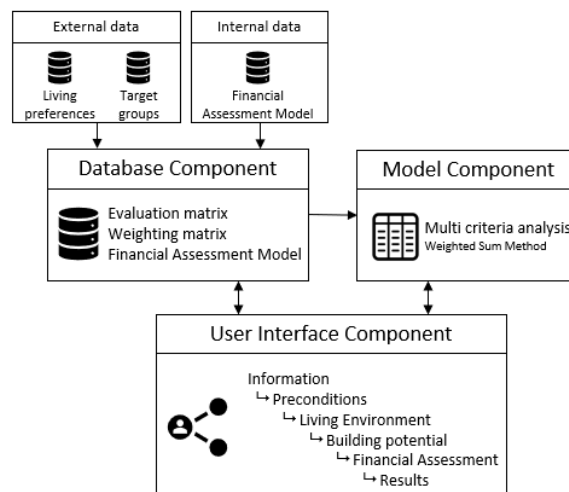 External data
Living
preferences
Target
groups
Internal data
Financial
Assessment Model
Database Component
Evaluation matrix
Weighting matrix
Financial Assessment Model
Model Component
Multi criteria analysis
Weighted Sum Method
User Interface Component
Information
↳ Preconditions
↳ Living Environment
↳ Building potential
↳ Financial Assessment
↳ Results